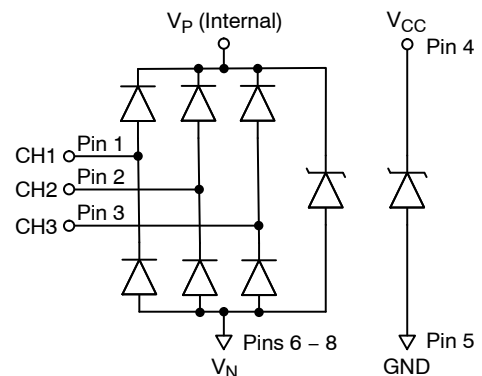 V_P (Internal)
V_CC
Pin 4
Pin 1
CH1
Pin 2
CH2
Pin 3
CH3
Pins 6 – 8
Pin 5
V_N
GND